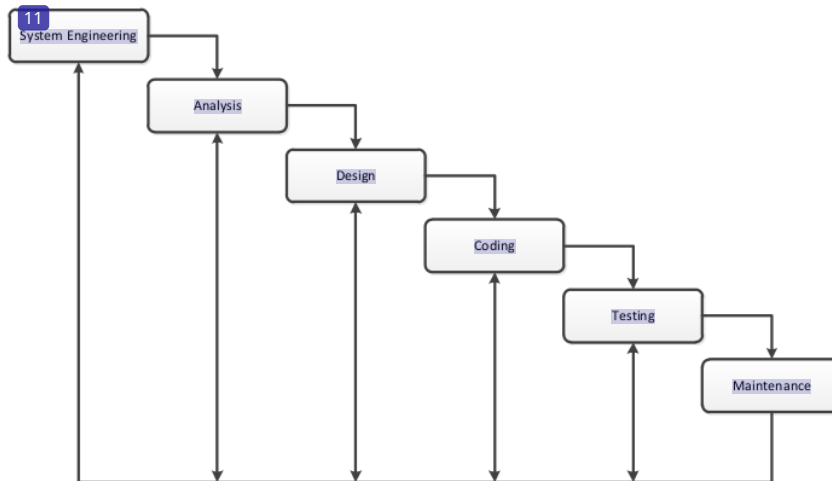 11
System Engineering
Analysis
Design
Coding
Testing
Maintenance